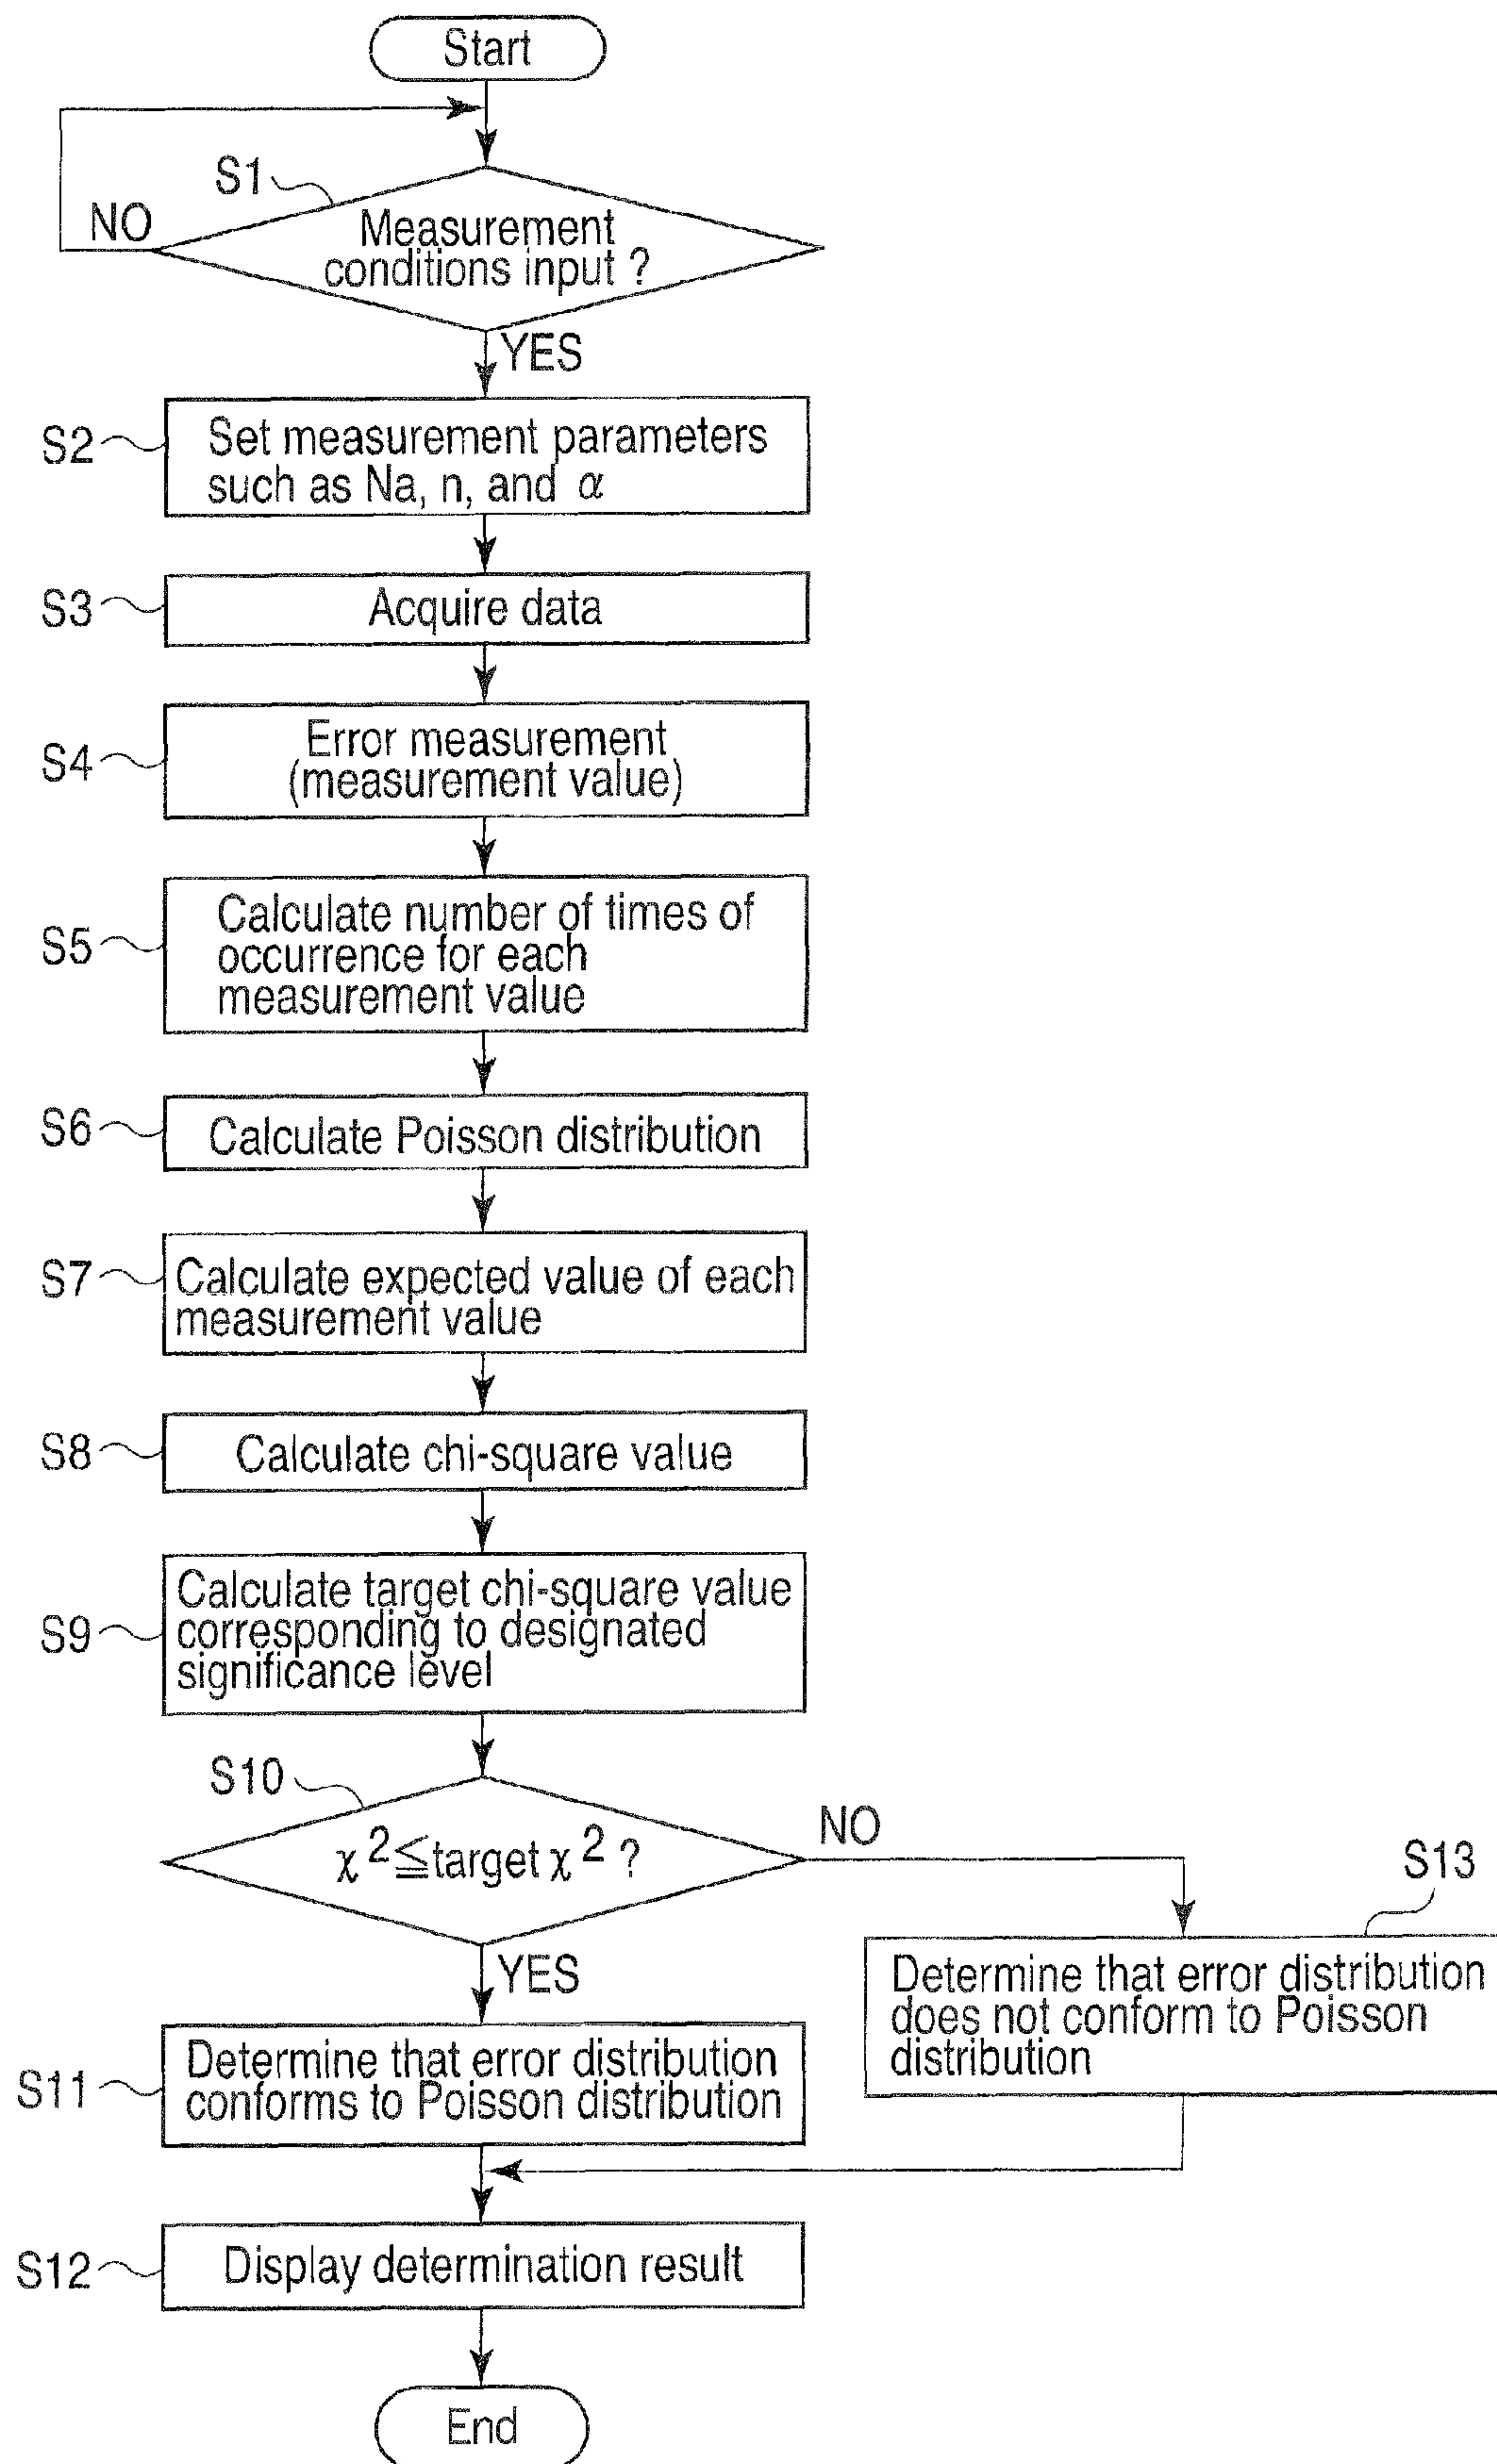 Start
S1
NO
Measurement
conditions input ?
YES
S2
Set measurement parameters
such as Na, n, and α
S3
Acquire data
S4
Error measurement
(measurement value)
S5
Calculate number of times of
occurrence for each
measurement value
S6
Calculate Poisson distribution
S7
Calculate expected value of each
measurement value
S8
Calculate chi-square value
S9
Calculate target chi-square value
corresponding to designated
significance level
S10
χ²≦target χ² ?
NO
YES
S13
Determine that error distribution
does not conform to Poisson
distribution
S11
Determine that error distribution
conforms to Poisson distribution
S12
Display determination result
End